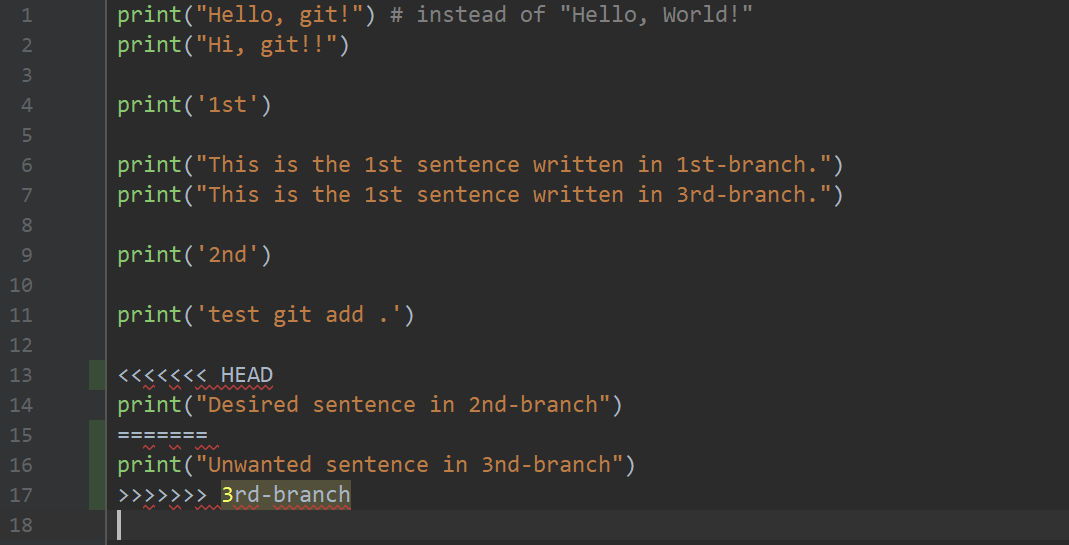 1 print("Hello, git!") # instead of "Hello, World!"
2 print("Hi, git!!")
3
4 print('1st')
5
6 print("This is the 1st sentence written in 1st-branch.")
7 print("This is the 1st sentence written in 3rd-branch.")
8
9 print('2nd')
10
11 print('test git add .')
12
13 <<<<<<< HEAD
14 print("Desired sentence in 2nd-branch")
15 =======
16 print("Unwanted sentence in 3nd-branch")
17 >>>>>>> 3rd-branch
18